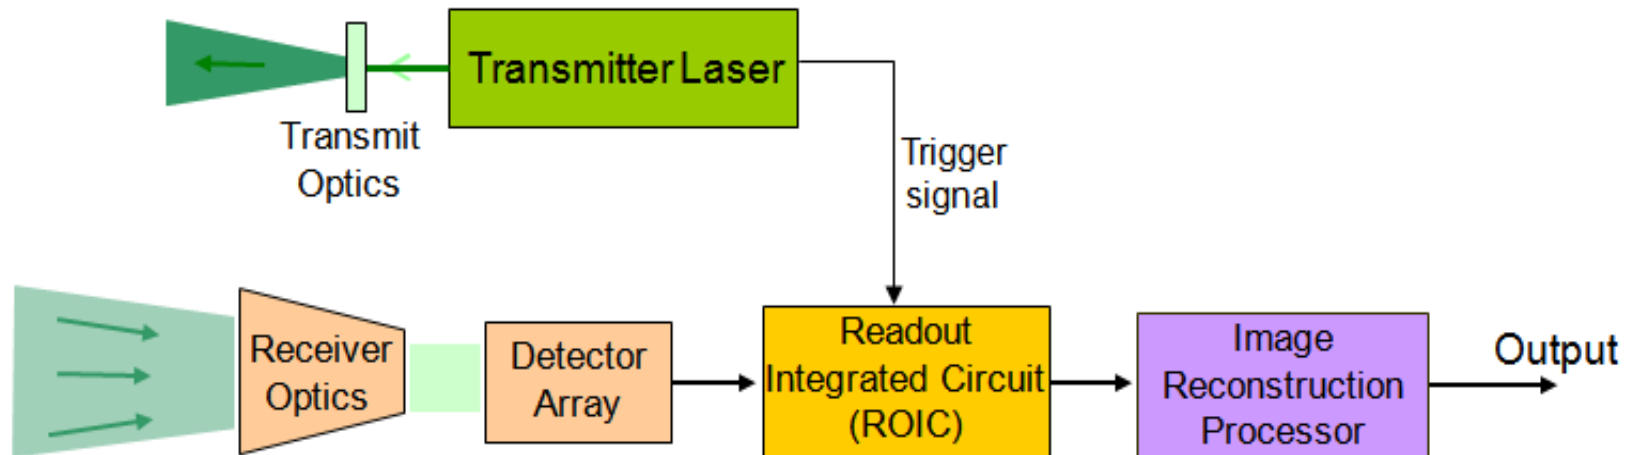 Transmitter Laser
Transmit
Optics
Trigger
signal
Receiver
Optics
Detector
Array
Readout
Integrated Circuit
(ROIC)
Image
Reconstruction
Processor
Output